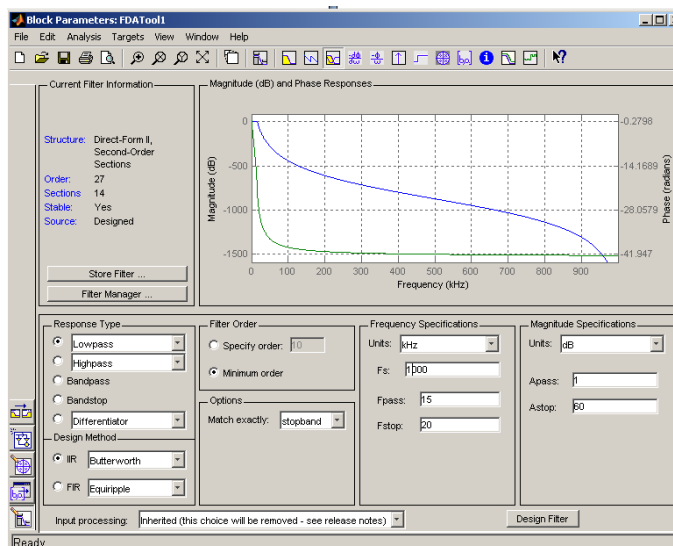 Block Parameters: FDATool1
File Edit Analysis Targets View Window Help
Current Filter Information
Structure: Direct-Form II,
Second-Order
Sections
Order: 27
Sections 14
Stable: Yes
Source: Designed
Store Filter ...
Filter Manager ...
Magnitude (dB) and Phase Responses
Magnitude (dB)
0
-500
-1000
-1500
0 100 200 300 400 500 600 700 800 900
Frequency (kHz)
-0.2798
-14.1689
-28.0579
-41.947
Phase (radians)
Response Type
Lowpass
Highpass
Bandpass
Bandstop
Differentiator
Design Method
IIR Butterworth
FIR Equiripple
Filter Order
Specify order: 10
Minimum order
Options
Match exactly: stopband
Frequency Specifications
Units: kHz
Fs: 1000
Fpass: 15
Fstop: 20
Magnitude Specifications
Units: dB
Apass: 1
Astop: 60
Input processing: Inherited (this choice will be removed - see release notes)
Design Filter
Ready